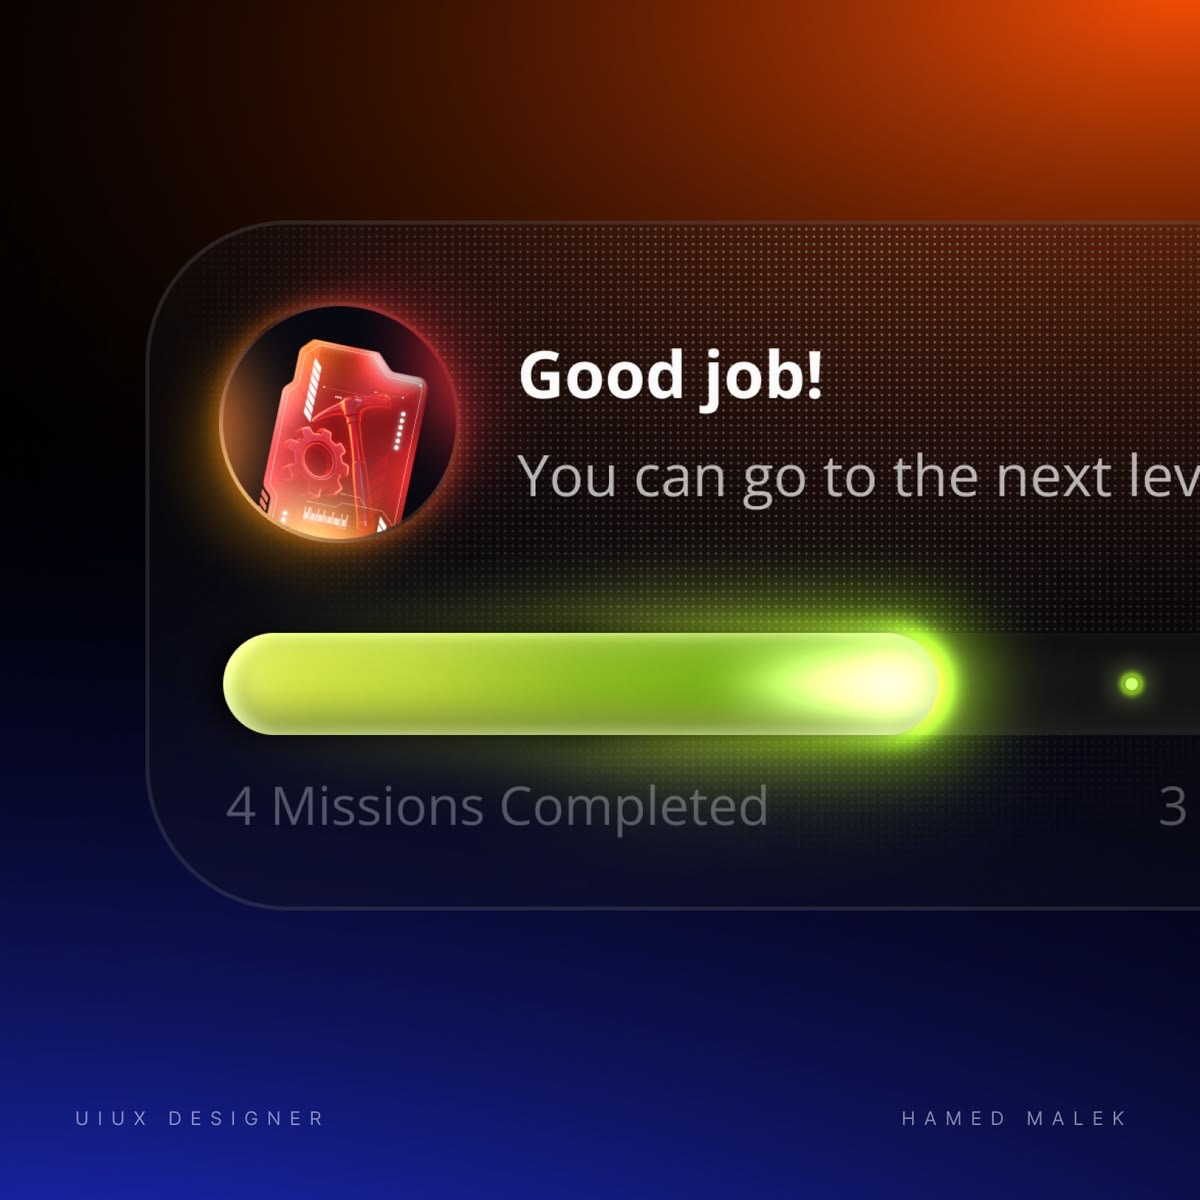 Good job!
You can go to the next lev
4 Missions Completed
3
UIUX DESIGNER
HAMED MALEK